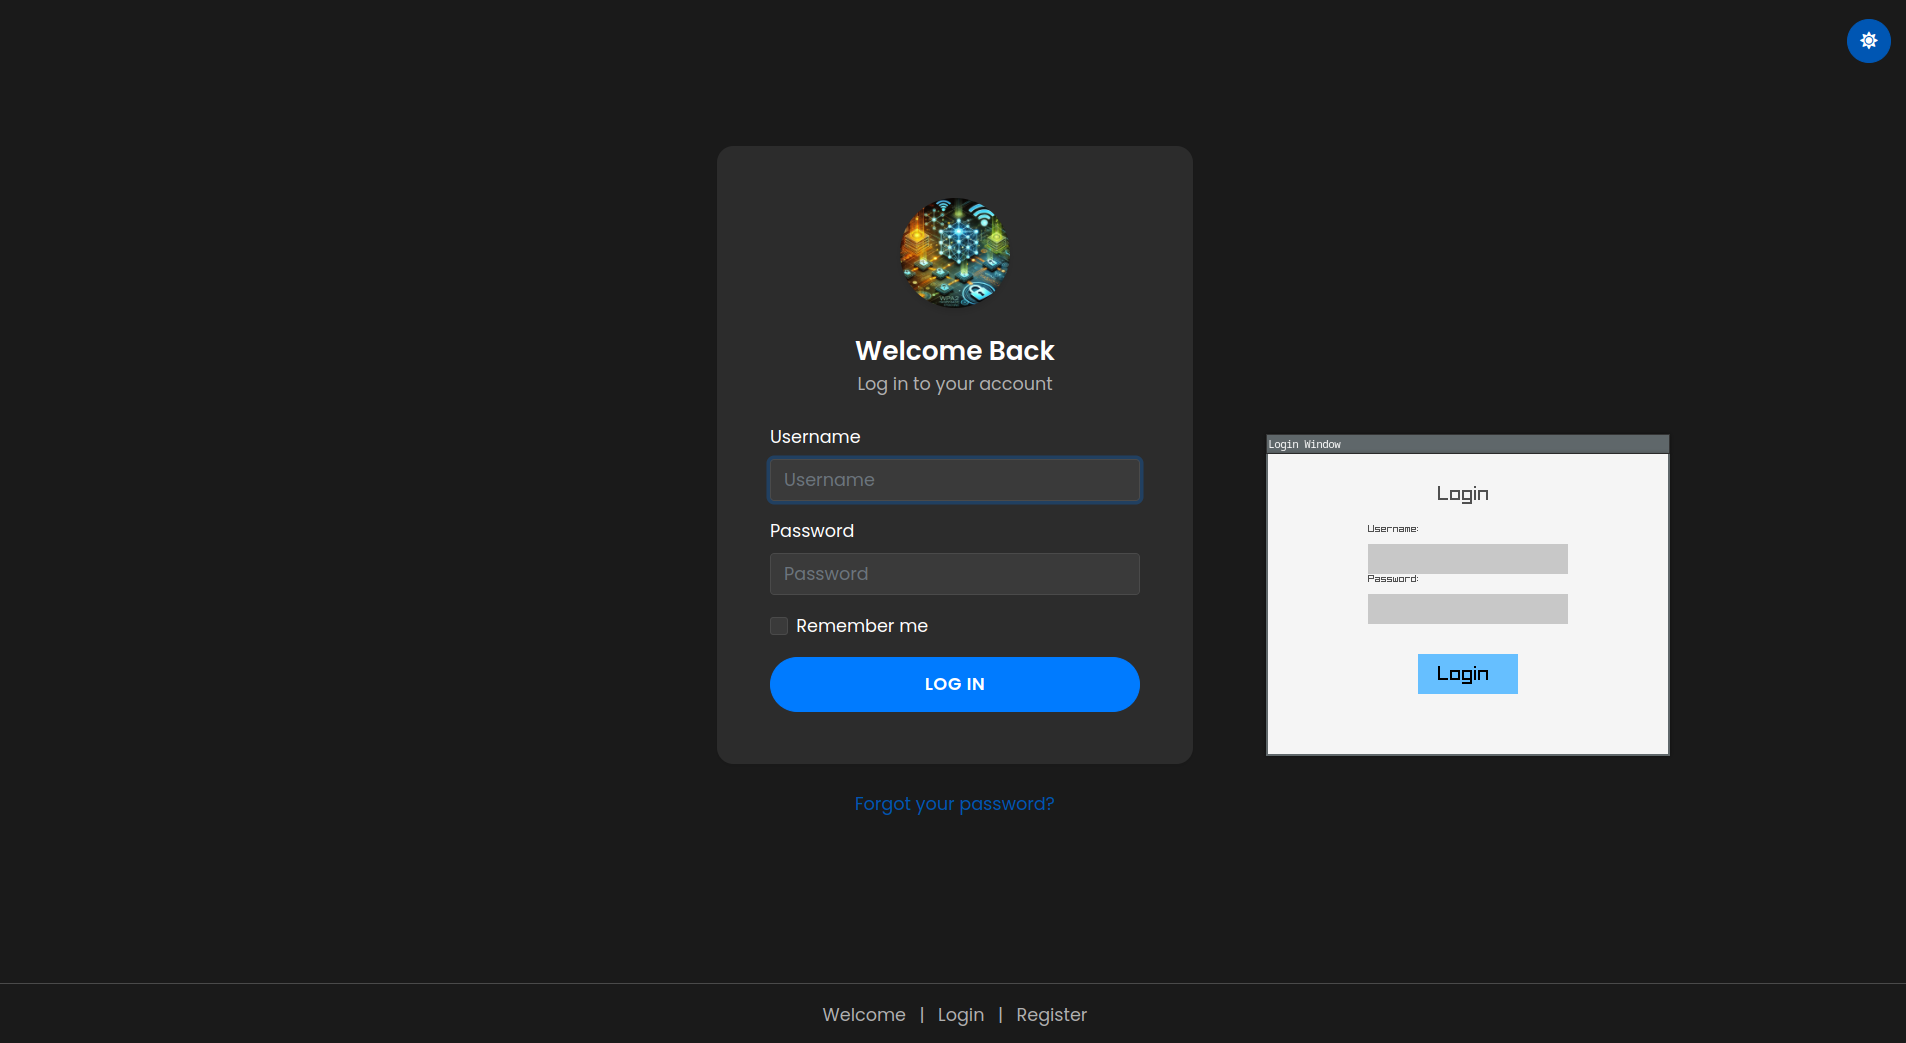 WPA2
Welcome Back
Log in to your account
Username
Username
Password
Password
Remember me
LOG IN
Forgot your password?
Login Window
Login
Username:
Password:
Login
Welcome | Login | Register